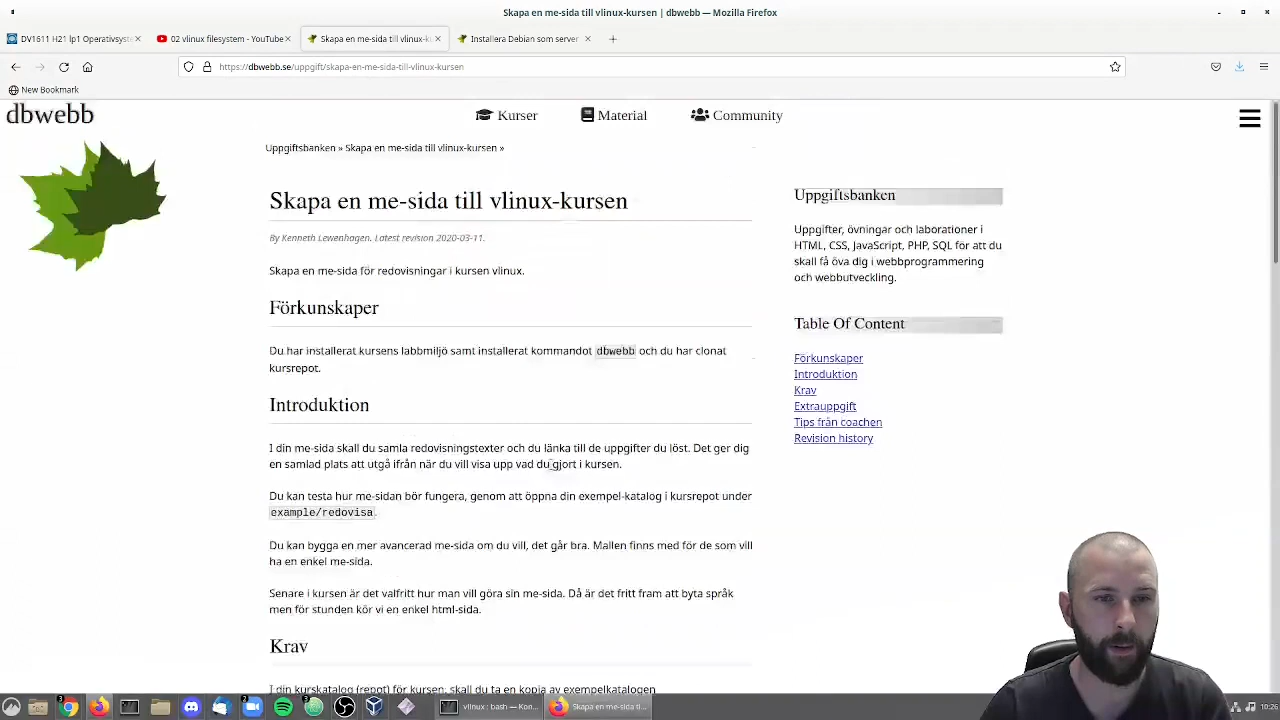 Skapa en me-sida till vlinux-kursen | dbwebb — Mozilla Firefox
DV1611 H21 lp1 Operativsyste
02 vlinux filesystem - YouTube
Skapa en me-sida till vlinux-k
Installera Debian som server
https://dbwebb.se/uppgift/skapa-en-me-sida-till-vlinux-kursen
New Bookmark
dbwebb
Kurser
Material
Community
Uppgiftsbanken » Skapa en me-sida till vlinux-kursen »
Skapa en me-sida till vlinux-kursen
By Kenneth Lewenhagen. Latest revision 2020-03-11.
Skapa en me-sida för redovisningar i kursen vlinux.
Förkunskaper
Du har installerat kursens labbmiljö samt installerat kommandot dbwebb och du har clonat
kursrepot.
Introduktion
I din me-sida skall du samla redovisningstexter och du länka till de uppgifter du löst. Det ger dig
en samlad plats att utgå ifrån när du vill visa upp vad du gjort i kursen.
Du kan testa hur me-sidan bör fungera, genom att öppna din exempel-katalog i kursrepot under
example/redovisa.
Du kan bygga en mer avancerad me-sida om du vill, det går bra. Mallen finns med för de som vill
ha en enkel me-sida.
Senare i kursen är det valfritt hur man vill göra sin me-sida. Då är det fritt fram att byta språk
men för stunden kör vi en enkel html-sida.
Krav
I din kurskatalog (repot) för kursen: skall du ta en kopia av exempelkatalogen
Uppgiftsbanken
Uppgifter, övningar och laborationer i
HTML, CSS, JavaScript, PHP, SQL för att du
skall få öva dig i webbprogrammering
och webbutveckling.
Table Of Content
Förkunskaper
Introduktion
Krav
Extrauppgift
Tips från coachen
Revision history
3
3
2
vlinux : bash — Kon...
Skapa en me-sida ti...
10:26